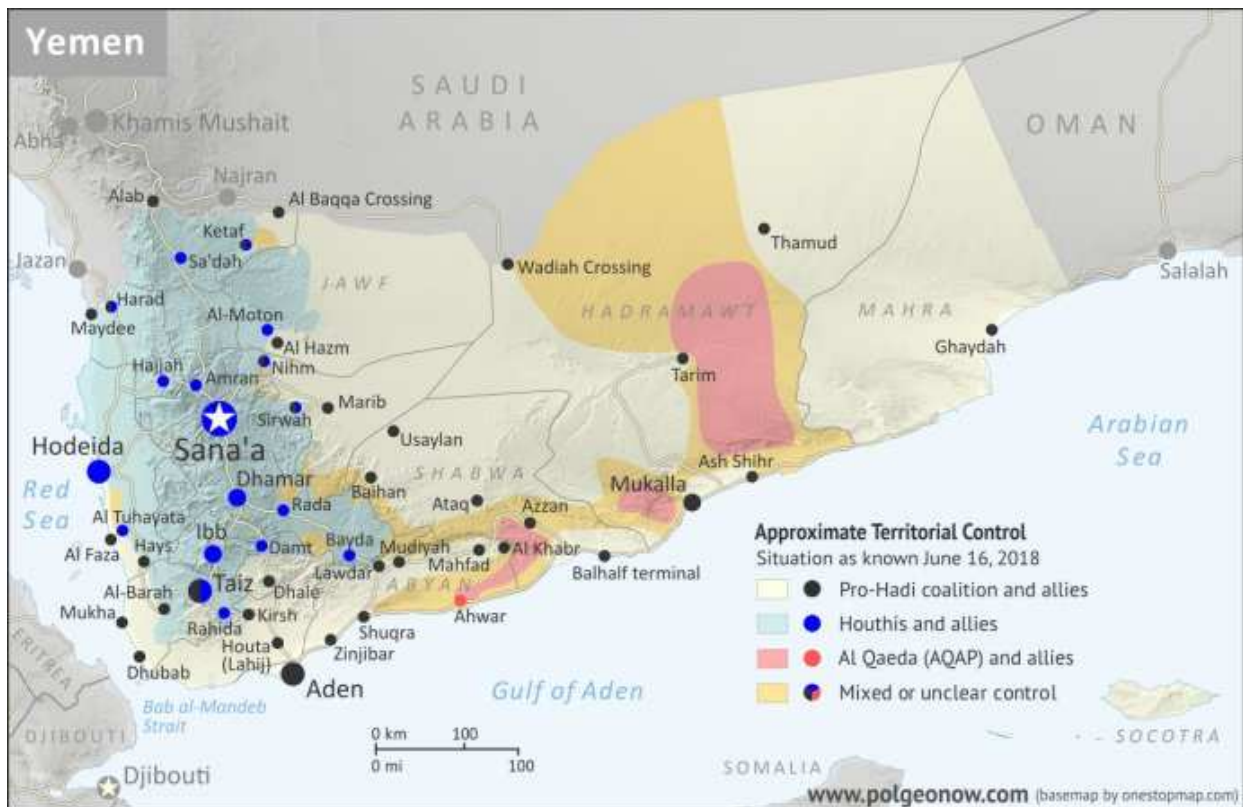 Yemen
SAUDI
ARABIA
OMAN
Khamis Mushait
Abha
Najran
Alab
Al Baqqa Crossing
Ketaf
Sa'dah
Thamud
Jazan
Wadiah Crossing
Salalah
JAWF
Harad
HADRAMAWT
MAHRA
Maydee
Al-Moton
Al Hazm
Ghaydah
Nihm
Tarim
Hajjah
Amran
Marib
Sirwah
Usaylan
Arabian
Sea
Sana'a
Hodeida
SHABWA
Ash Shihr
Dhamar
Baihan
Mukalla
Red
Sea
Rada
Ataq
Azzan
Al Tuhayata
Ibb
Al Faza
Hays
Damt
Bayda
Mudiyah
Al Khabr
Mahfad
Balhalf terminal
Lawdar
ABYAN
Taiz
Al-Barah
Dhale
Mukha
Kirsh
Ahwar
Rahida
Shuqra
Houta
(Lahij)
Zinjibar
Dhubab
Aden
Gulf of Aden
ERITREA
Bab al-Mandeb
Strait
DJIBOUTI
Djibouti
0 km 100
0 mi 100
Approximate Territorial Control
Situation as known June 16, 2018
Pro-Hadi coalition and allies
Houthis and allies
Al Qaeda (AQAP) and allies
Mixed or unclear control
SOCOTRA
SOMALIA
www.polgeonow.com (basemap by onestopmap.com)